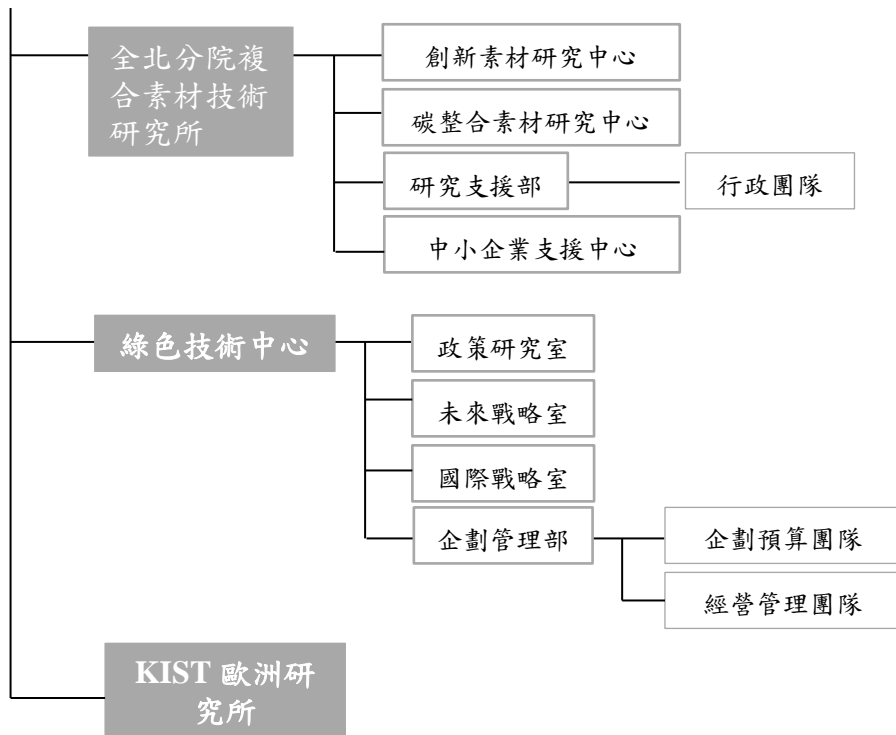 全北分院複
合素材技術
研究所
創新素材研究中心
碳整合素材研究中心
研究支援部
行政團隊
中小企業支援中心
綠色技術中心
政策研究室
未來戰略室
國際戰略室
企劃管理部
企劃預算團隊
經營管理團隊
KIST 歐洲研
究所